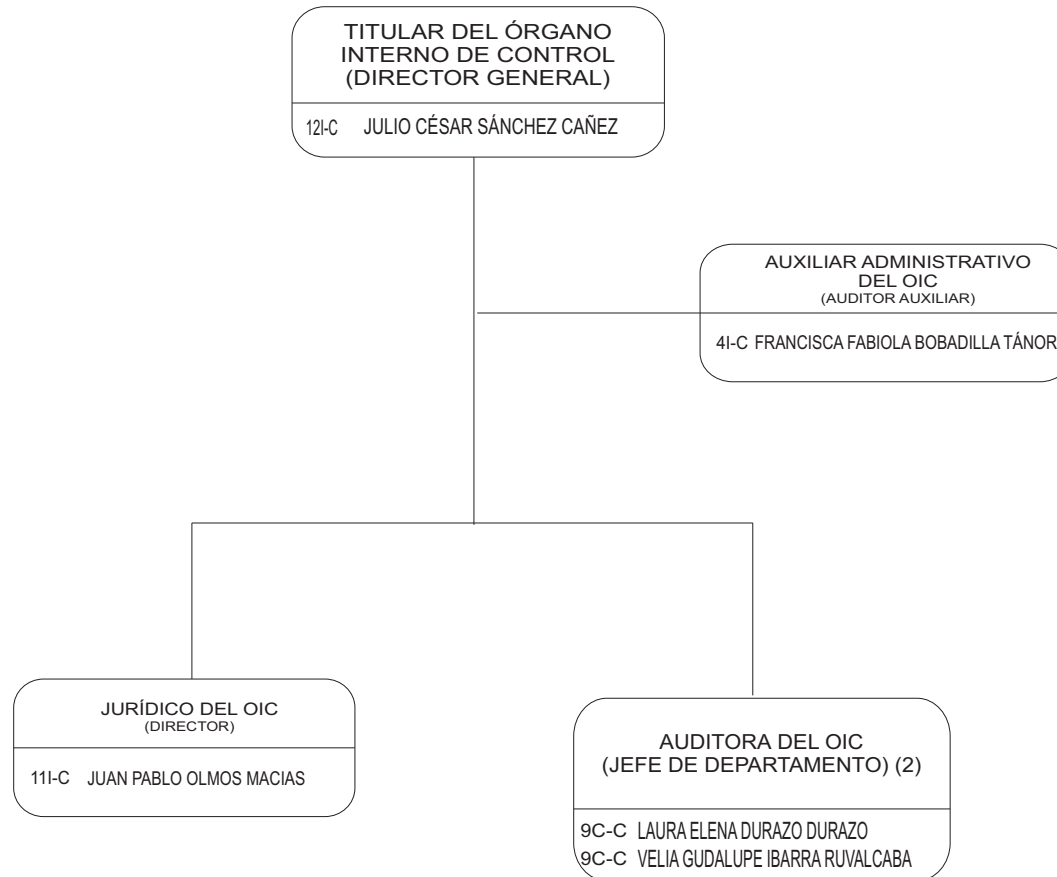 TITULAR DEL ÓRGANO
INTERNO DE CONTROL
(DIRECTOR GENERAL)
12I-C JULIO CÉSAR SÁNCHEZ CAÑEZ
AUXILIAR ADMINISTRATIVO
DEL OIC
(AUDITOR AUXILIAR)
4I-C FRANCISCA FABIOLA BOBADILLA TÁNOR
JURÍDICO DEL OIC
(DIRECTOR)
11I-C JUAN PABLO OLMOS MACIAS
AUDITORA DEL OIC
(JEFE DE DEPARTAMENTO) (2)
9C-C LAURA ELENA DURAZO DURAZO
9C-C VELIA GUDALUPE IBARRA RUVALCABA